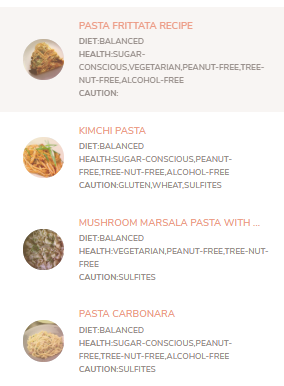 PASTA FRITTATA RECIPE
DIET:BALANCED
HEALTH:SUGAR-
CONSCIOUS,VEGETARIAN,PEANUT-FREE,TREE-
NUT-FREE,ALCOHOL-FREE
CAUTION:
KIMCHI PASTA
DIET:BALANCED
HEALTH:SUGAR-CONSCIOUS,PEANUT-
FREE,TREE-NUT-FREE,ALCOHOL-FREE
CAUTION:GLUTEN,WHEAT,SULFITES
MUSHROOM MARSALA PASTA WITH ...
DIET:BALANCED
HEALTH:VEGETARIAN,PEANUT-FREE,TREE-NUT-
FREE
CAUTION:SULFITES
PASTA CARBONARA
DIET:BALANCED
HEALTH:SUGAR-CONSCIOUS,PEANUT-
FREE,TREE-NUT-FREE,ALCOHOL-FREE
CAUTION:SULFITES